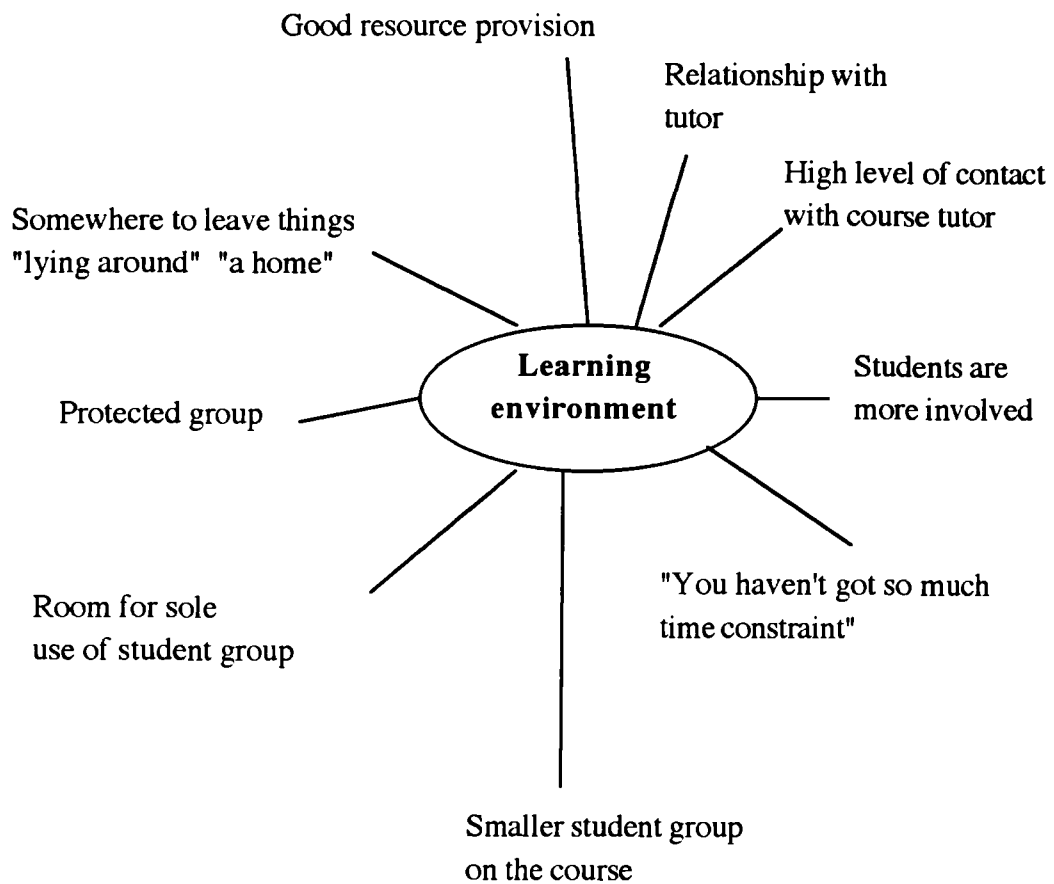 Good resource provision
Relationship with
tutor
High level of contact
with course tutor
Somewhere to leave things
"lying around"  "a home"
Learning
environment
Students are
more involved
Protected group
"You haven't got so much
time constraint"
Room for sole
use of student group
Smaller student group
on the course